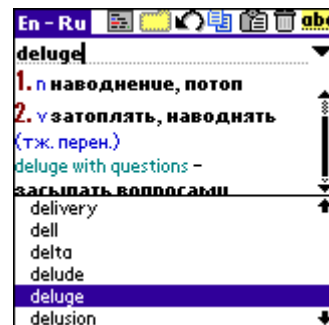 En - Ru abc
deluge
1. n наводнение, потоп
2. v затоплять, наводнять
(тж. перен.)
deluge with questions –
засыпать вопросами
delivery
dell
delta
delude
deluge
delusion